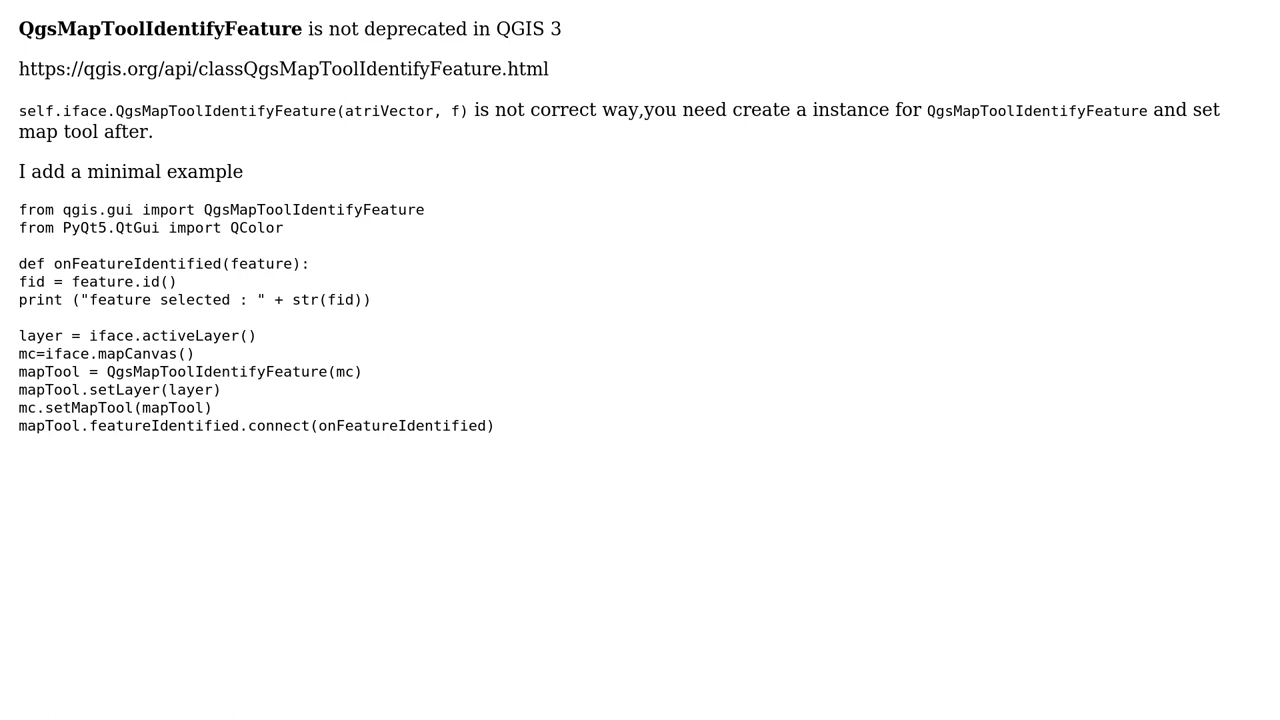 QgsMapToolIdentifyFeature is not deprecated in QGIS 3
https://qgis.org/api/classQgsMapToolIdentifyFeature.html
self.iface.QgsMapToolIdentifyFeature(atriVector, f) is not correct way,you need create a instance for QgsMapToolIdentifyFeature and set
map tool after.
I add a minimal example
from qgis.gui import QgsMapToolIdentifyFeature
from PyQt5.QtGui import QColor
def onFeatureIdentified(feature):
fid = feature.id()
print ("feature selected : " + str(fid))
layer = iface.activeLayer()
mc=iface.mapCanvas()
mapTool = QgsMapToolIdentifyFeature(mc)
mapTool.setLayer(layer)
mc.setMapTool(mapTool)
mapTool.featureIdentified.connect(onFeatureIdentified)